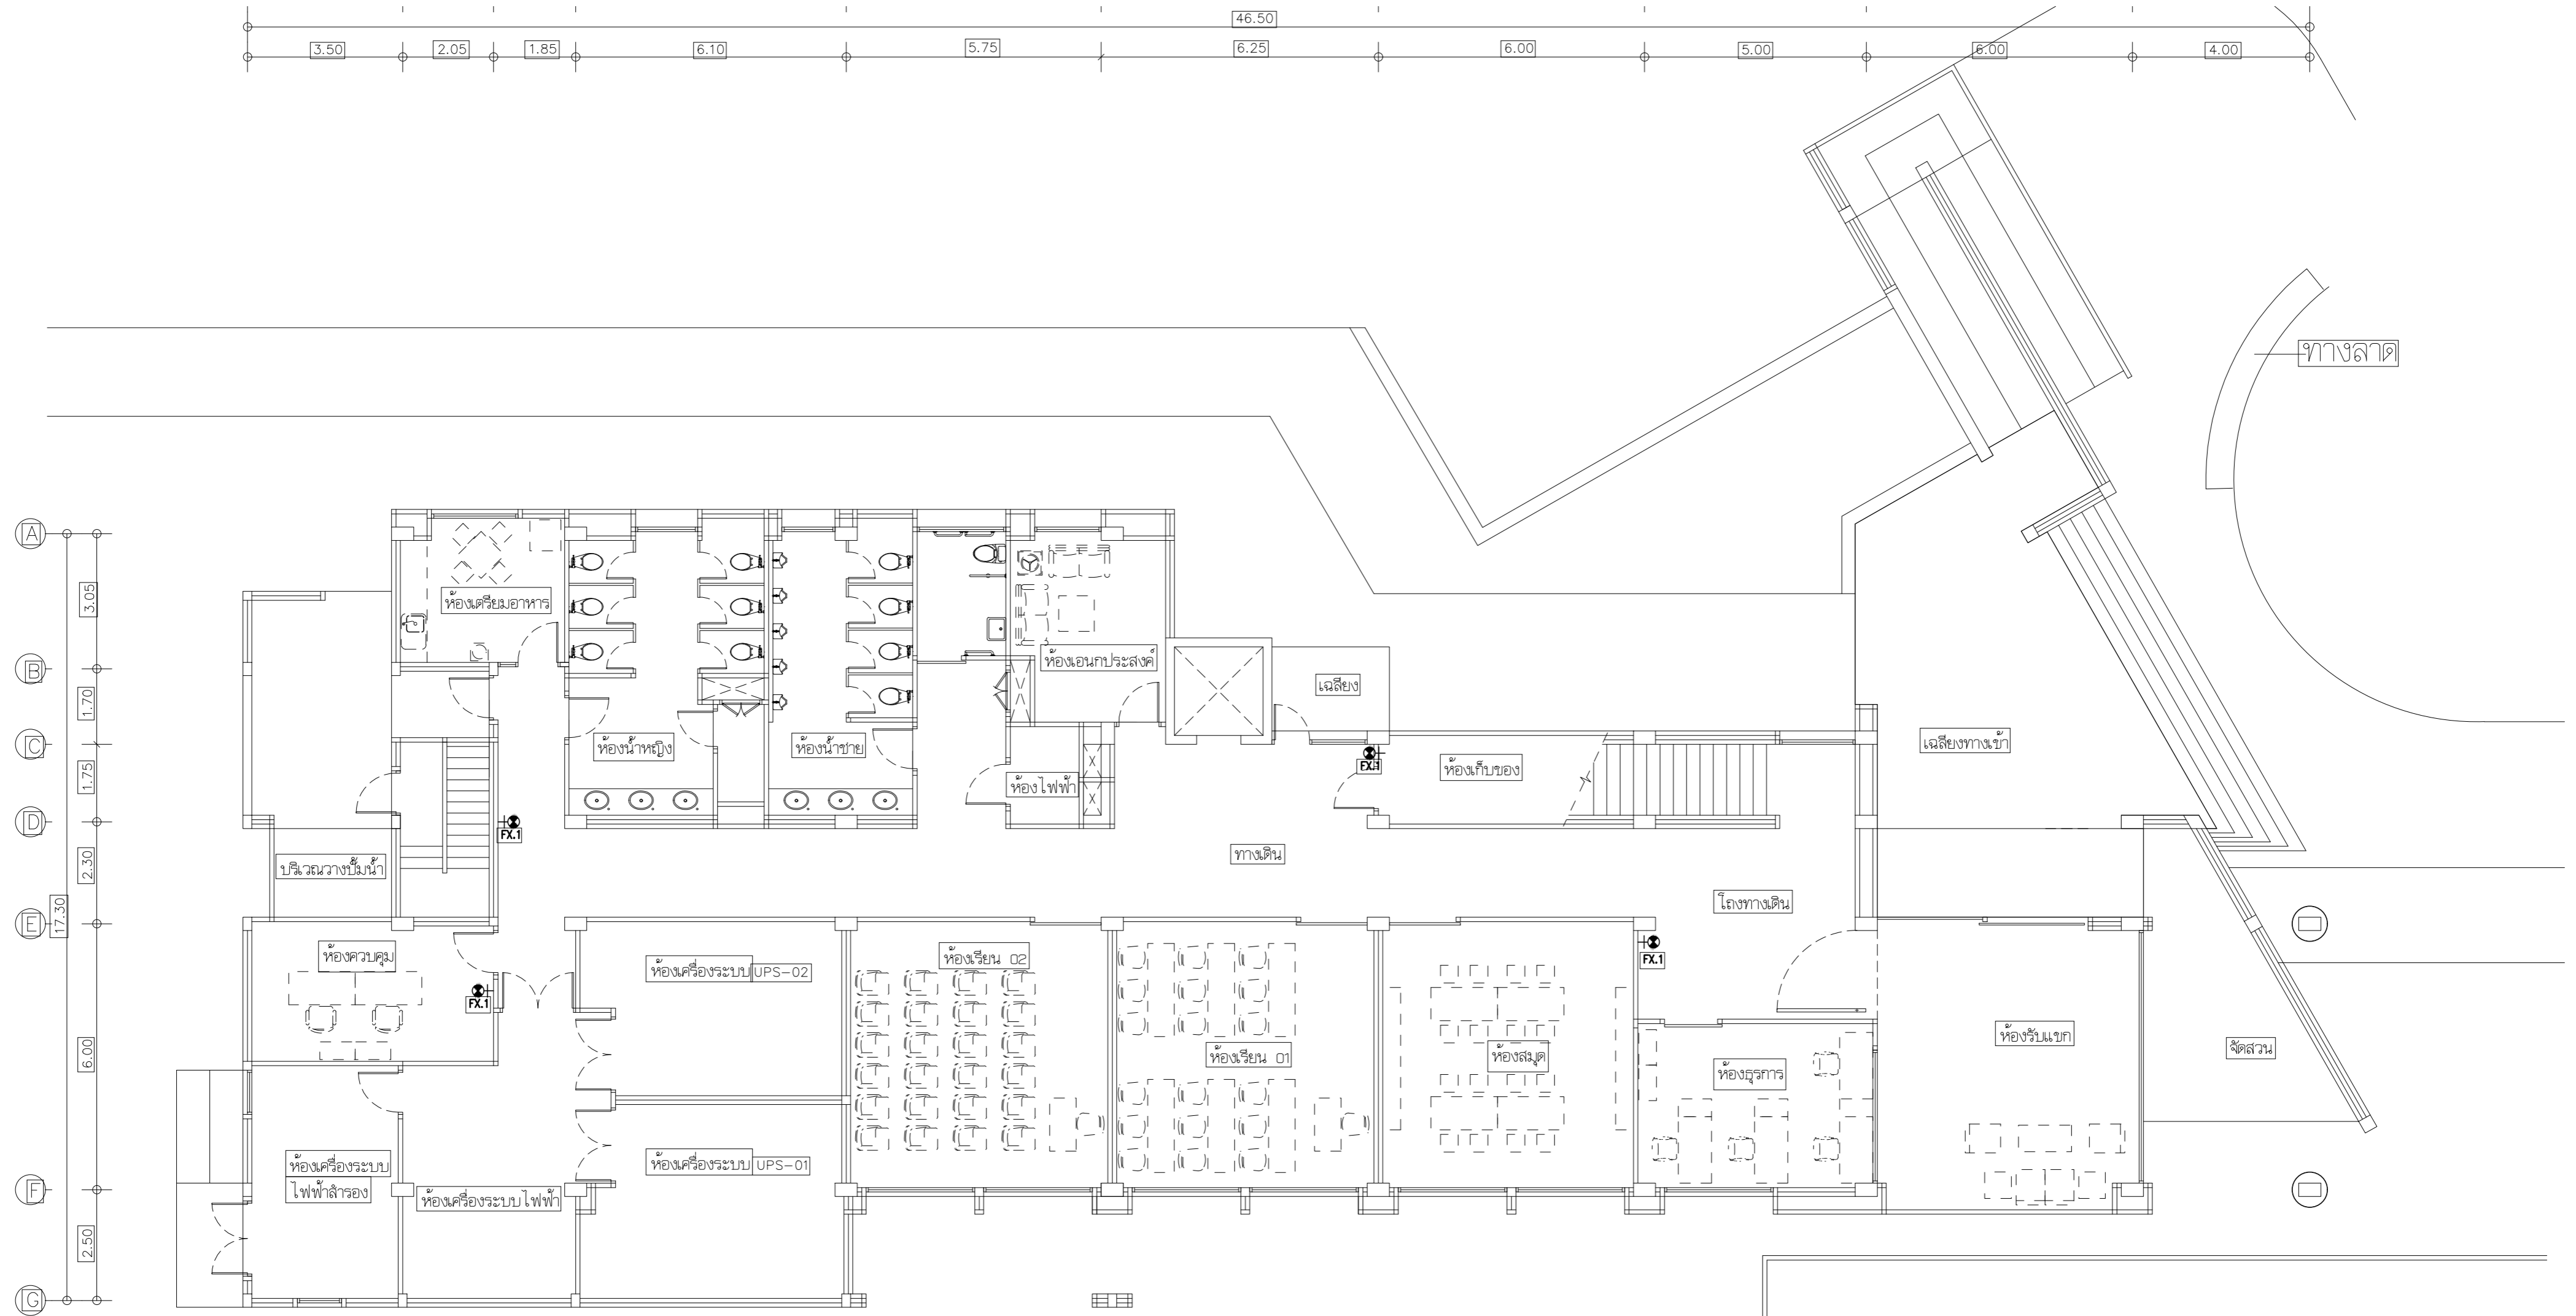 46.50
3.50
2.05
1.85
6.10
5.75
6.25
6.00
5.00
6.00
4.00
ทางลาด
A
3.05
ห้องเตรียมอาหาร
B
ห้องเอนกประสงค์
เฉลียง
1.70
C
ห้องน้ำหญิง
ห้องน้ำชาย
เฉลียงทางเข้า
FX.1
ห้องเก็บของ
1.75
ห้องไฟฟ้า
D
FX.1
ทางเดิน
2.30
บริเวณวางปั๊มน้ำ
17.30
E
โถงทางเดิน
ห้องควบคุม
ห้องเรียน 02
FX.1
ห้องเครื่องระบบ UPS-02
FX.1
6.00
ห้องรับแขก
จัดสวน
ห้องเรียน 01
ห้องสมุด
ห้องธุรการ
ห้องเครื่องระบบ
ไฟฟ้าสำรอง
ห้องเครื่องระบบ UPS-01
F
ห้องเครื่องระบบไฟฟ้า
2.50
G